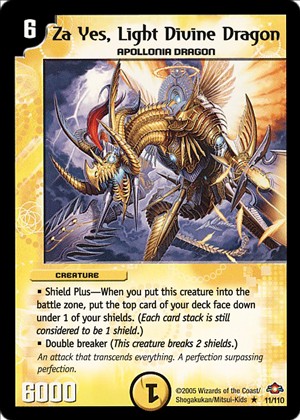 6 Za Yes, Light Divine Dragon
APOLLONIA DRAGON
CREATURE
▪ Shield Plus—When you put this creature into the
battle zone, put the top card of your deck face down
under 1 of your shields. (Each card stack is still
considered to be 1 shield.)
▪ Double breaker (This creature breaks 2 shields.)
An attack that transcends everything. A perfection surpassing
perfection.
6000
1
©2005 Wizards of the Coast/
Shogakukan/Mitsui-Kids ★ 11/110